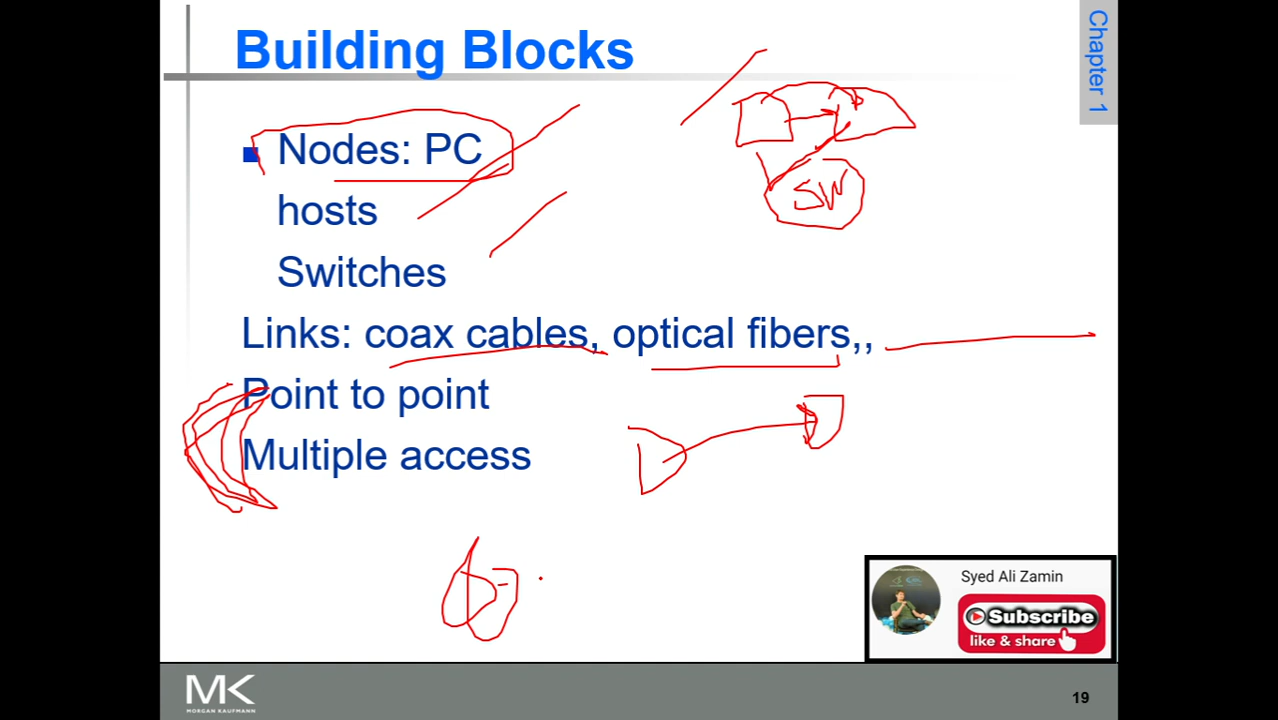 Building Blocks
Chapter 1
Nodes: PC
hosts
Switches
SW
Links: coax cables, optical fibers,,
Point to point
Multiple access
Syed Ali Zamin
Subscribe
like & share
MK
MORGAN KAUFMANN
19